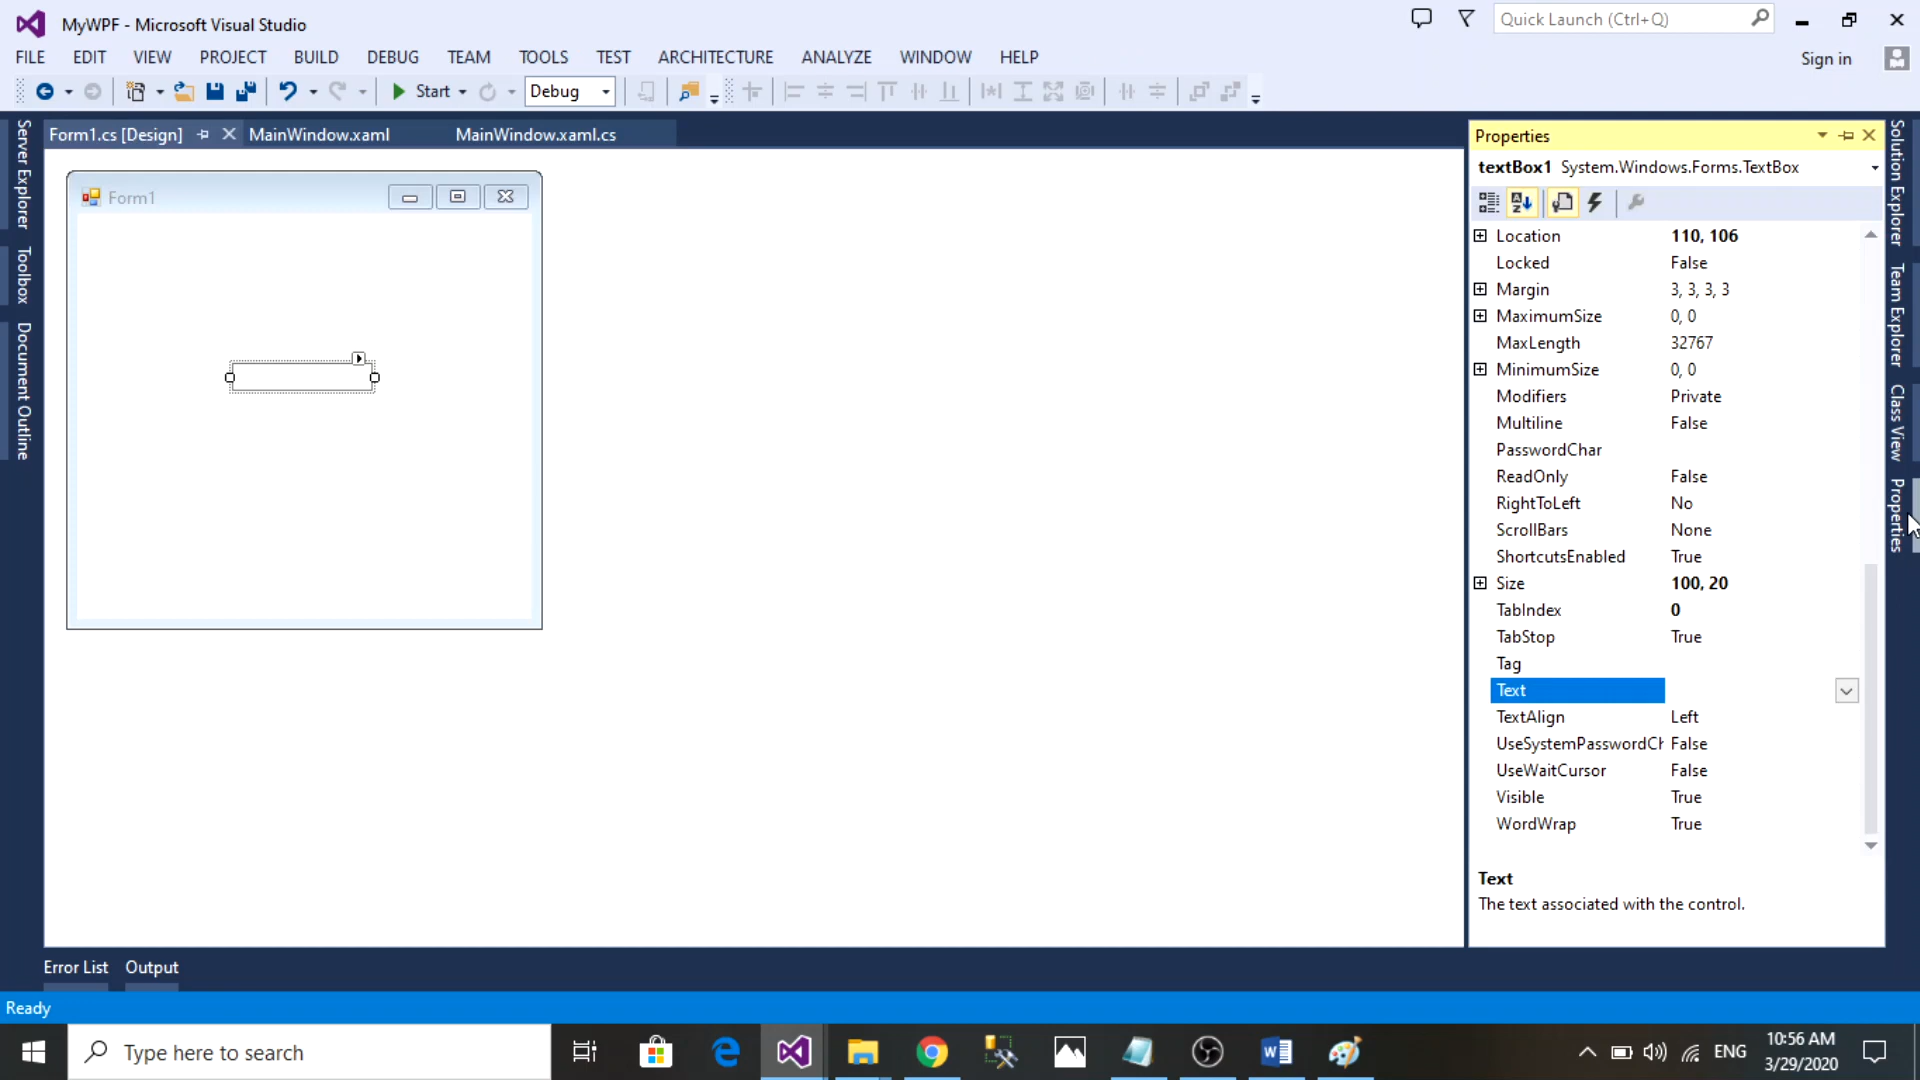 MyWPF - Microsoft Visual Studio
Quick Launch (Ctrl+Q)
FILE EDIT VIEW PROJECT BUILD DEBUG TEAM TOOLS TEST ARCHITECTURE ANALYZE WINDOW HELP
Sign in
Start Debug
Server Explorer
Toolbox
Document Outline
Form1.cs [Design] MainWindow.xaml MainWindow.xaml.cs
Form1
Properties
textBox1 System.Windows.Forms.TextBox
Location 110, 106
Locked False
Margin 3, 3, 3, 3
MaximumSize 0, 0
MaxLength 32767
MinimumSize 0, 0
Modifiers Private
Multiline False
PasswordChar
ReadOnly False
RightToLeft No
ScrollBars None
ShortcutsEnabled True
Size 100, 20
TabIndex 0
TabStop True
Tag
Text
TextAlign Left
UseSystemPasswordCh False
UseWaitCursor False
Visible True
WordWrap True
Text
The text associated with the control.
Solution Explorer
Team Explorer
Class View
Properties
Error List Output
Ready
Type here to search
ENG
10:56 AM
3/29/2020